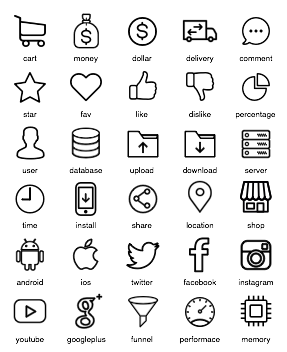 cart money dollar delivery comment
star fav like dislike percentage
user database upload download server
time install share location shop
android ios twitter facebook instagram
youtube googleplus funnel performace memory